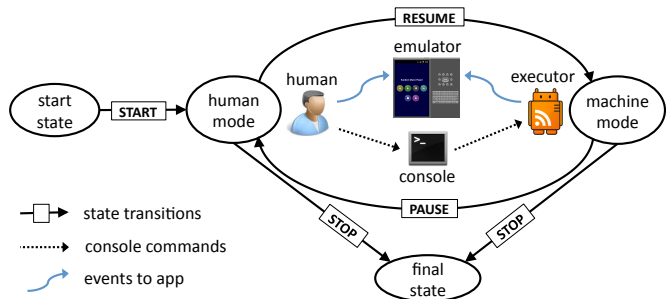 RESUME
emulator
human
executor
start
state
START
human
mode
machine
mode
>_
console
PAUSE
state transitions
STOP
STOP
console commands
events to app
final
state